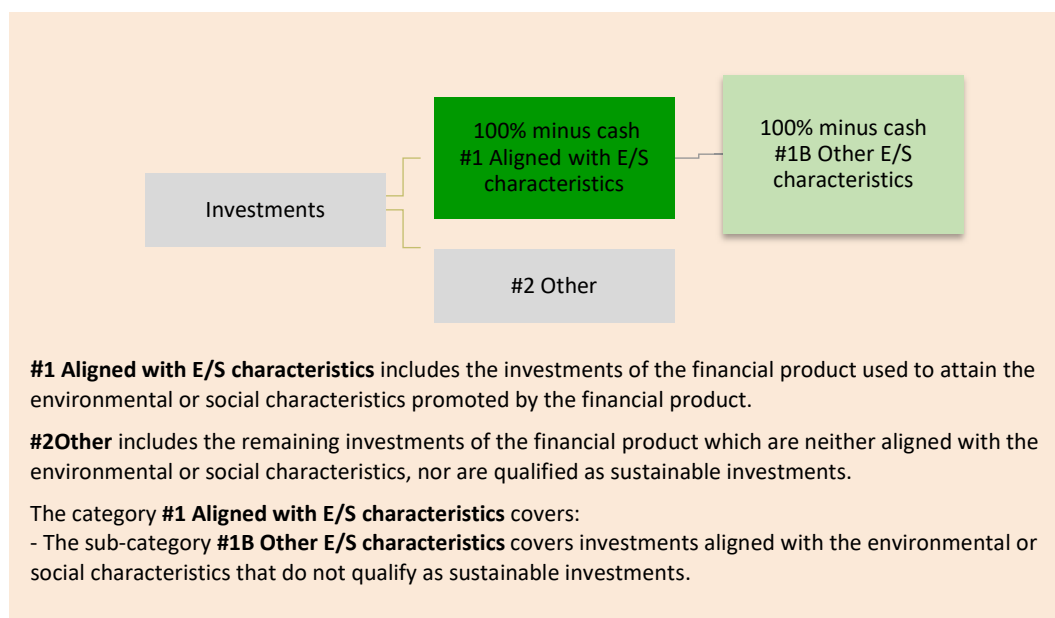 100% minus cash
#1 Aligned with E/S
characteristics
100% minus cash
#1B Other E/S
characteristics
Investments
#2 Other
#1 Aligned with E/S characteristics includes the investments of the financial product used to attain the
environmental or social characteristics promoted by the financial product.
#2Other includes the remaining investments of the financial product which are neither aligned with the
environmental or social characteristics, nor are qualified as sustainable investments.
The category #1 Aligned with E/S characteristics covers:
- The sub-category #1B Other E/S characteristics covers investments aligned with the environmental or
social characteristics that do not qualify as sustainable investments.